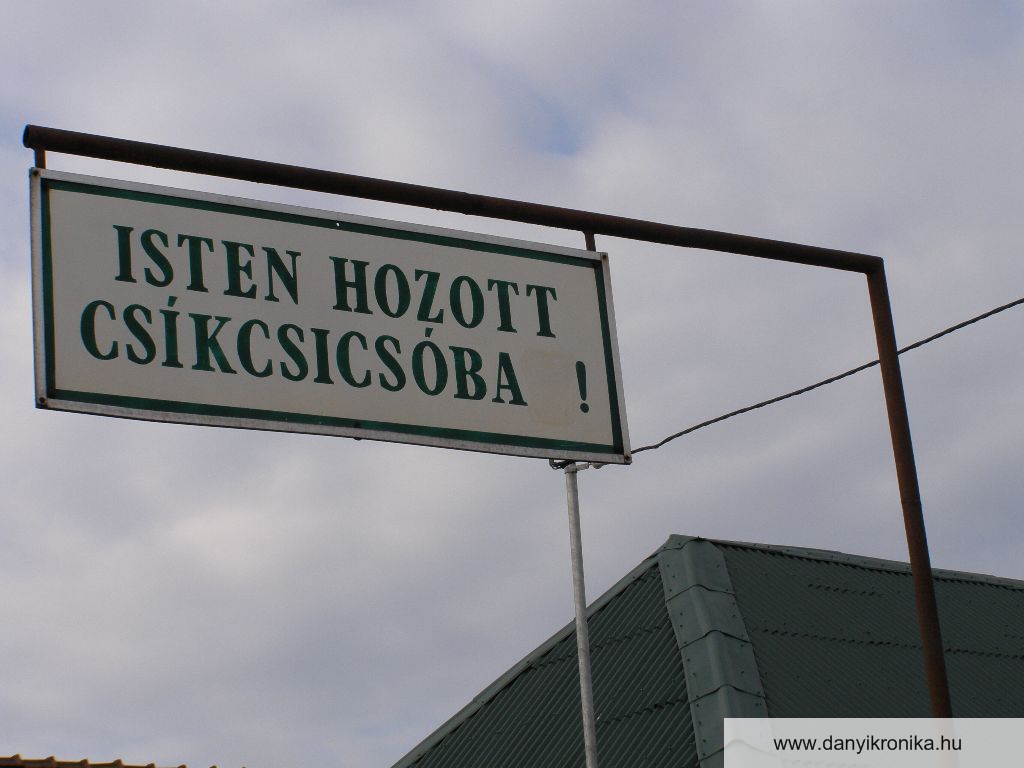 ISTEN HOZOTT
CSÍKCSICSÓBA !
www.danyikronika.hu